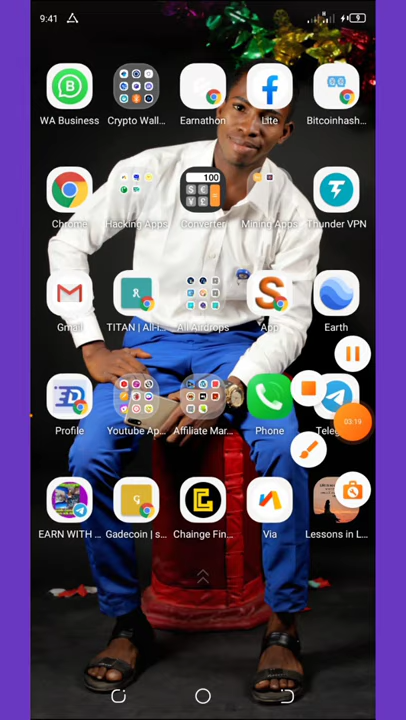 9:41
9
WA Business
Crypto Wall...
Earnathon
Lite
Bitcoinhash...
100
Chrome
Hacking Apps
Converter
Mining Apps
Thunder VPN
Gmail
TITAN | All-i...
All Airdrops
App
Earth
03:19
Profile
Youtube Ap...
Affiliate Mar...
Phone
EARN WITH ...
Gadecoin | s...
Chainge Fin...
Via
Lessons in L...